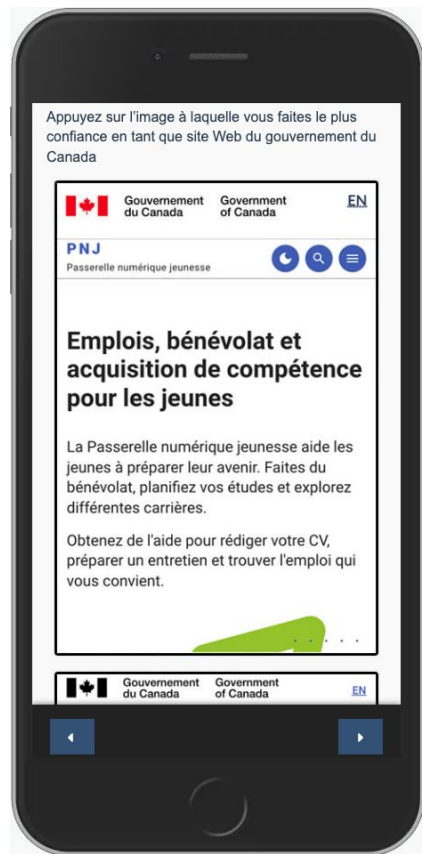 Appuyez sur l'image à laquelle vous faites le plus
confiance en tant que site Web du gouvernement du
Canada
Gouvernement Government EN
du Canada of Canada
PNJ
Passerelle numérique jeunesse
Emplois, bénévolat et
acquisition de compétence
pour les jeunes
La Passerelle numérique jeunesse aide les
jeunes à préparer leur avenir. Faites du
bénévolat, planifiez vos études et explorez
différentes carrières.
Obtenez de l'aide pour rédiger votre CV,
préparer un entretien et trouver l'emploi qui
vous convient.
Gouvernement Government EN
du Canada of Canada